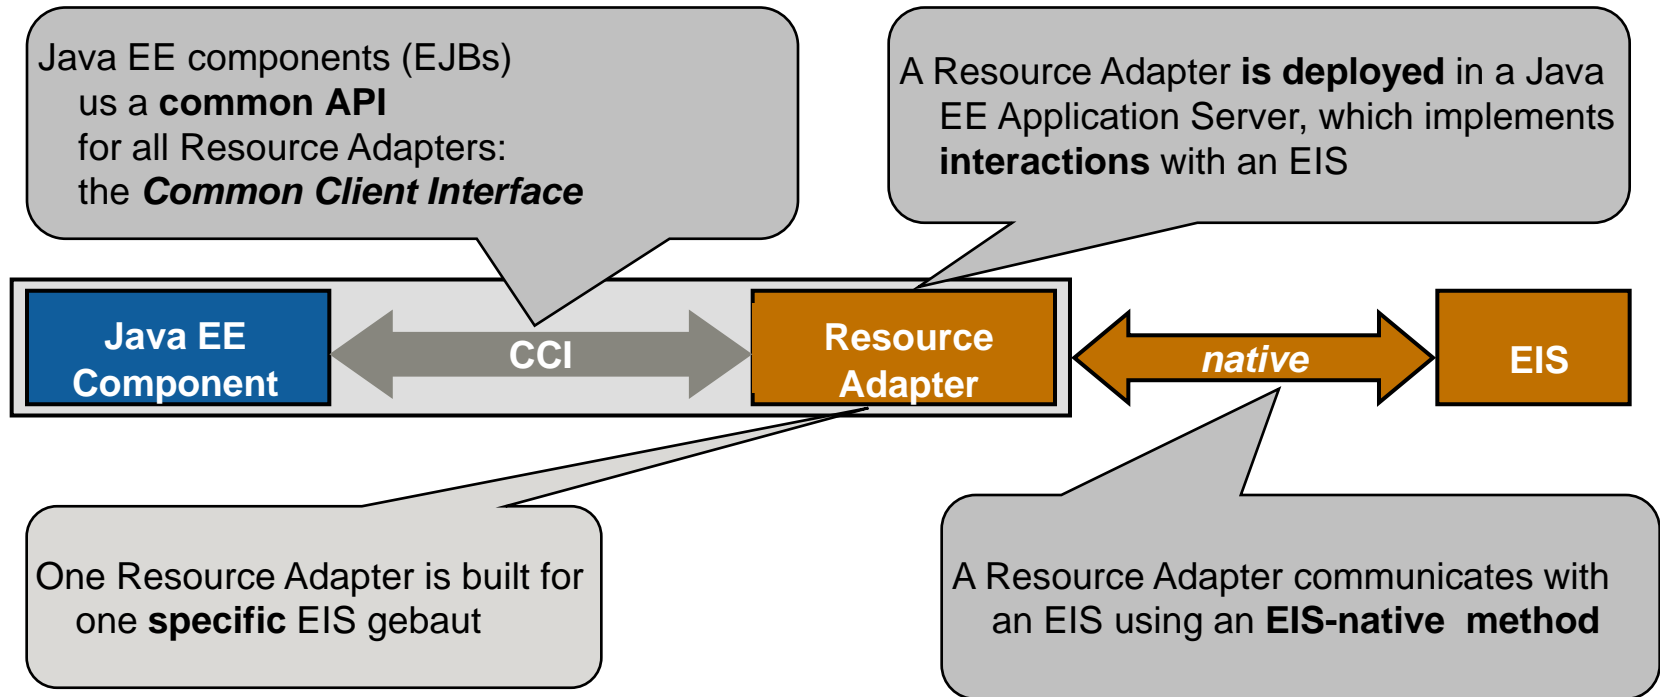 Java EE components (EJBs)
us a common API
for all Resource Adapters:
the Common Client Interface
A Resource Adapter is deployed in a Java
EE Application Server, which implements
interactions with an EIS
Java EE
Component
CCI
Resource
Adapter
native
EIS
One Resource Adapter is built for
one specific EIS gebaut
A Resource Adapter communicates with
an EIS using an EIS-native method